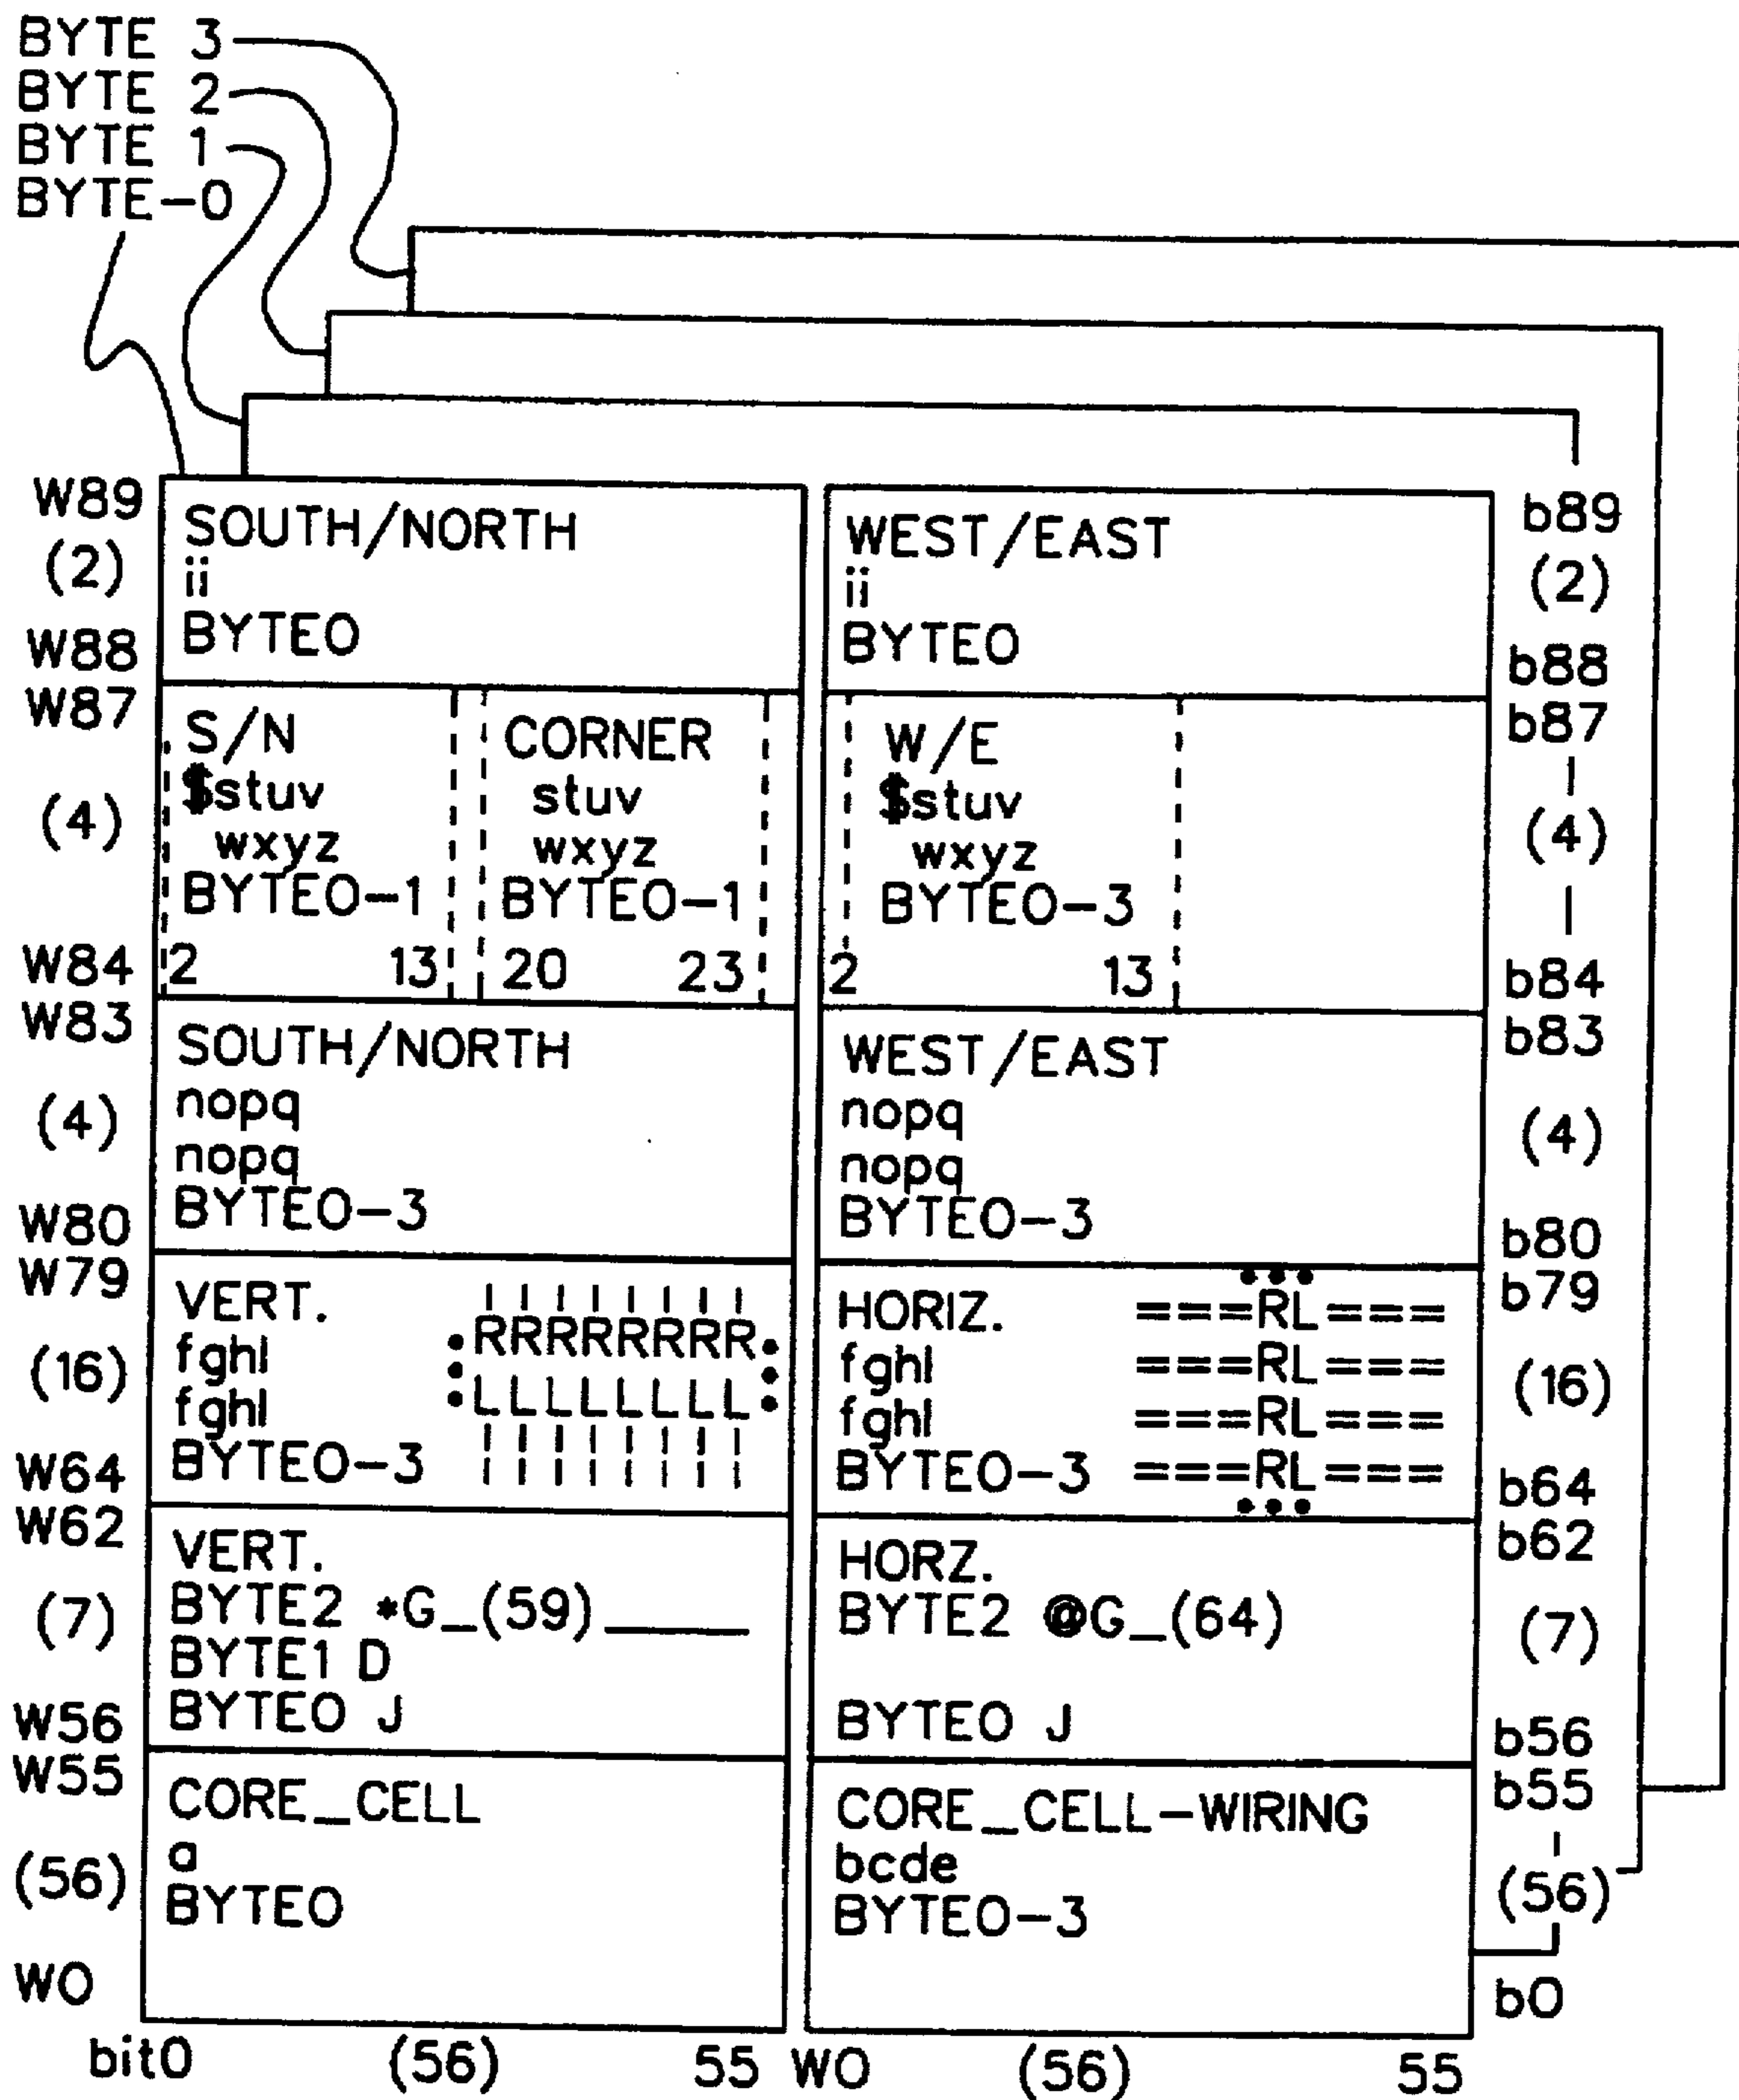 BYTE 3
BYTE 2
BYTE 1
BYTE-0
W89
(2)
W88
SOUTH/NORTH
ii
BYTEO
WEST/EAST
ii
BYTEO
b89
(2)
b88
W87
(4)
W84
S/N
$stuv
wxyz
BYTEO-1
2 13
CORNER
stuv
wxyz
BYTEO-1
20 23
W/E
$stuv
wxyz
BYTEO-3
2 13
b87
(4)
b84
W83
(4)
W80
SOUTH/NORTH
nopq
nopq
BYTEO-3
WEST/EAST
nopq
nopq
BYTEO-3
b83
(4)
b80
W79
(16)
W64
VERT.
fghl
fghl
BYTEO-3
RRRRRRRR
LLLLLLLL
HORIZ. ===RL===
fghl ===RL===
fghl ===RL===
BYTEO-3 ===RL===
b79
(16)
b64
W62
(7)
W56
VERT.
BYTE2 *G_(59)____
BYTE1 D
BYTEO J
HORZ.
BYTE2 @G_(64)
BYTEO J
b62
(7)
b56
W55
(56)
WO
CORE_CELL
a
BYTEO
CORE_CELL-WIRING
bcde
BYTEO-3
b55
(56)
bO
bitO (56) 55 WO (56) 55